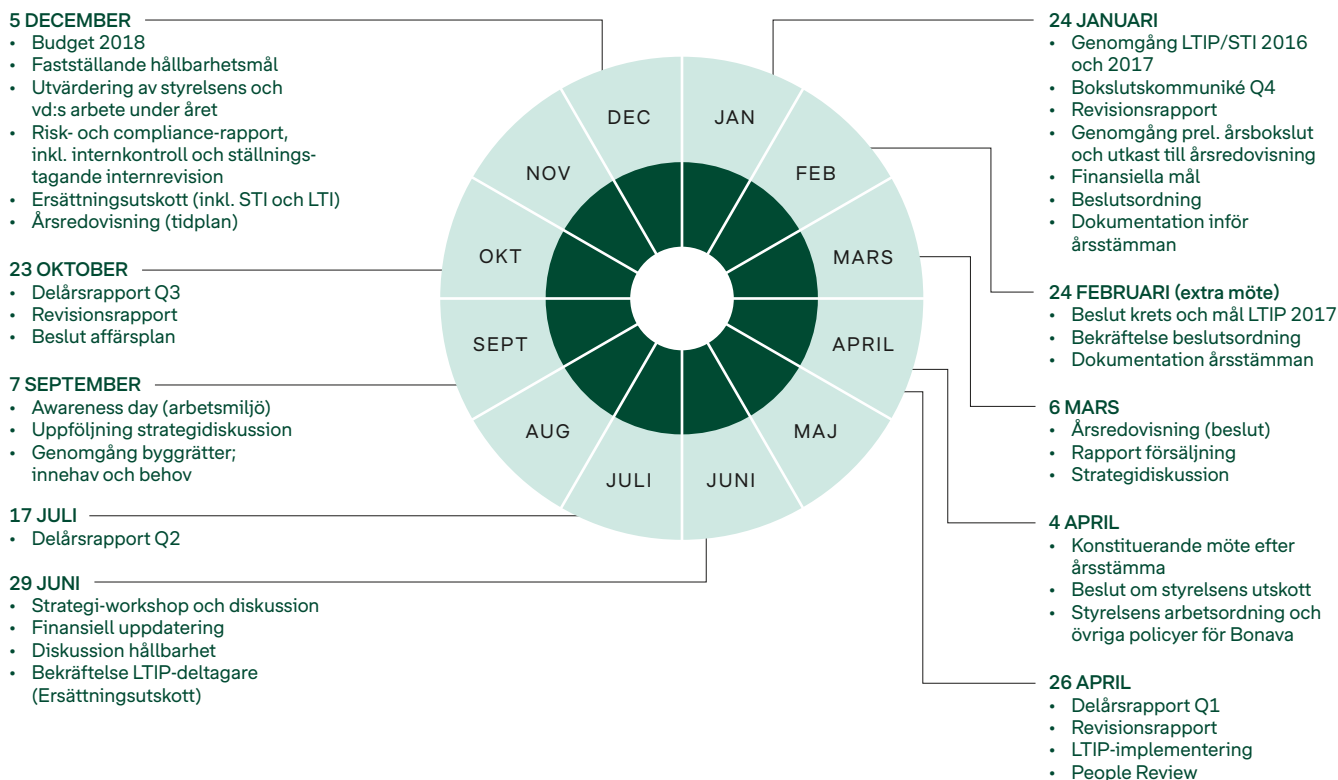 5 DECEMBER
• Budget 2018
• Fastställande hållbarhetsmål
• Utvärdering av styrelsens och
vd:s arbete under året
• Risk- och compliance-rapport,
inkl. internkontroll och ställnings-
tagande internrevision
• Ersättningsutskott (inkl. STI och LTI)
• Årsredovisning (tidplan)
23 OKTOBER
• Delårsrapport Q3
• Revisionsrapport
• Beslut affärsplan
7 SEPTEMBER
• Awareness day (arbetsmiljö)
• Uppföljning strategidiskussion
• Genomgång byggrätter;
innehav och behov
17 JULI
• Delårsrapport Q2
29 JUNI
• Strategi-workshop och diskussion
• Finansiell uppdatering
• Diskussion hållbarhet
• Bekräftelse LTIP-deltagare
(Ersättningsutskott)
JAN
FEB
MARS
APRIL
MAJ
JUNI
JULI
AUG
SEPT
OKT
NOV
DEC
24 JANUARI
• Genomgång LTIP/STI 2016
och 2017
• Bokslutskommuniké Q4
• Revisionsrapport
• Genomgång prel. årsbokslut
och utkast till årsredovisning
• Finansiella mål
• Beslutsordning
• Dokumentation inför
årsstämman
24 FEBRUARI (extra möte)
• Beslut krets och mål LTIP 2017
• Bekräftelse beslutsordning
• Dokumentation årsstämman
6 MARS
• Årsredovisning (beslut)
• Rapport försäljning
• Strategidiskussion
4 APRIL
• Konstituerande möte efter
årsstämma
• Beslut om styrelsens utskott
• Styrelsens arbetsordning och
övriga policyer för Bonava
26 APRIL
• Delårsrapport Q1
• Revisionsrapport
• LTIP-implementering
• People Review